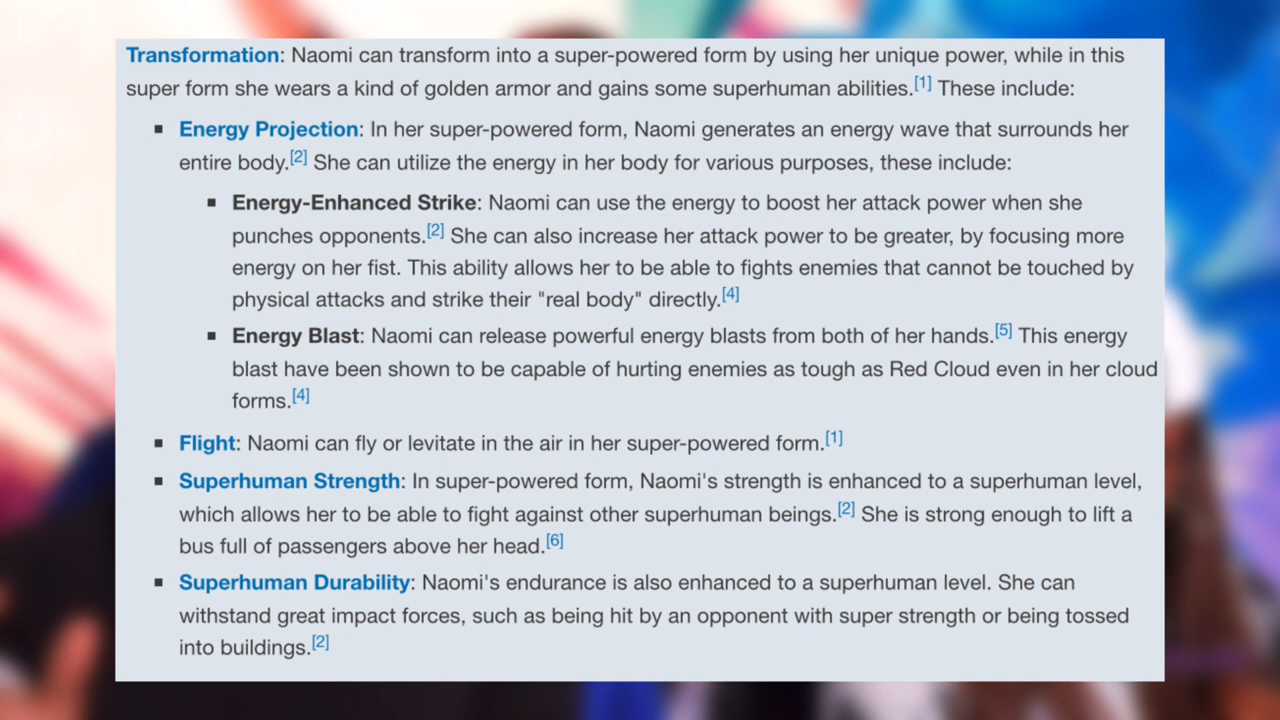 Transformation: Naomi can transform into a super-powered form by using her unique power, while in this
super form she wears a kind of golden armor and gains some superhuman abilities.[1] These include:
▪ Energy Projection: In her super-powered form, Naomi generates an energy wave that surrounds her
entire body.[2] She can utilize the energy in her body for various purposes, these include:
▪ Energy-Enhanced Strike: Naomi can use the energy to boost her attack power when she
punches opponents.[2] She can also increase her attack power to be greater, by focusing more
energy on her fist. This ability allows her to be able to fights enemies that cannot be touched by
physical attacks and strike their "real body" directly.[4]
▪ Energy Blast: Naomi can release powerful energy blasts from both of her hands.[5] This energy
blast have been shown to be capable of hurting enemies as tough as Red Cloud even in her cloud
forms.[4]
▪ Flight: Naomi can fly or levitate in the air in her super-powered form.[1]
▪ Superhuman Strength: In super-powered form, Naomi's strength is enhanced to a superhuman level,
which allows her to be able to fight against other superhuman beings.[2] She is strong enough to lift a
bus full of passengers above her head.[6]
▪ Superhuman Durability: Naomi's endurance is also enhanced to a superhuman level. She can
withstand great impact forces, such as being hit by an opponent with super strength or being tossed
into buildings.[2]